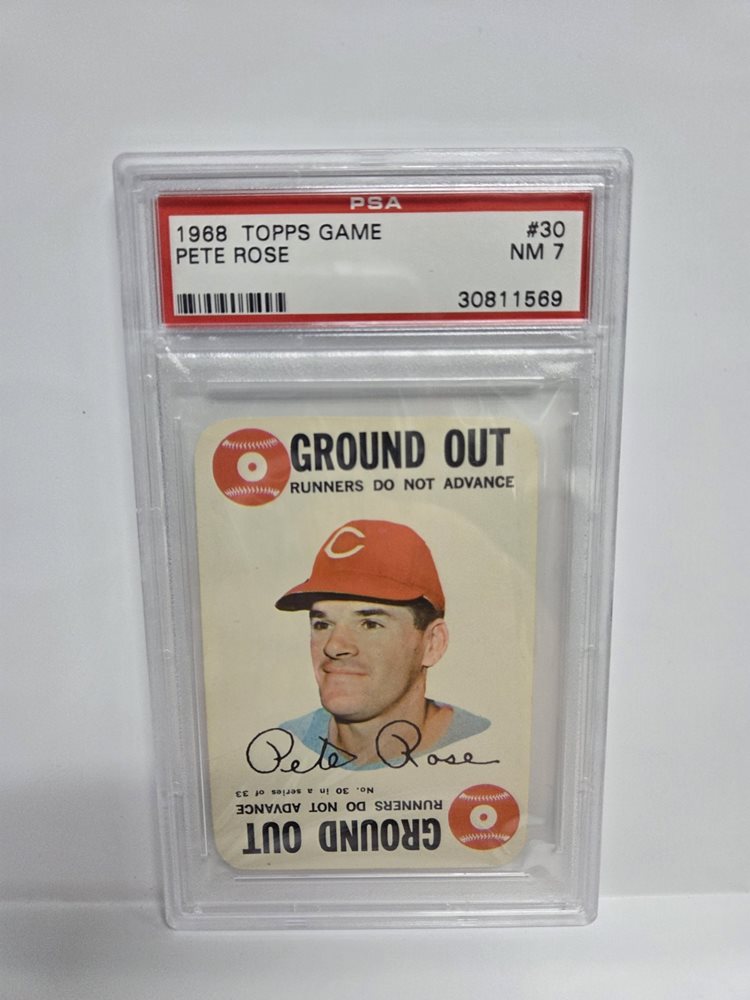 PSA
1968 TOPPS GAME #30
PETE ROSE NM 7
30811569
GROUND OUT
RUNNERS DO NOT ADVANCE
C
Pete Rose
No. 30 in a series of 33
RUNNERS DO NOT ADVANCE
GROUND OUT